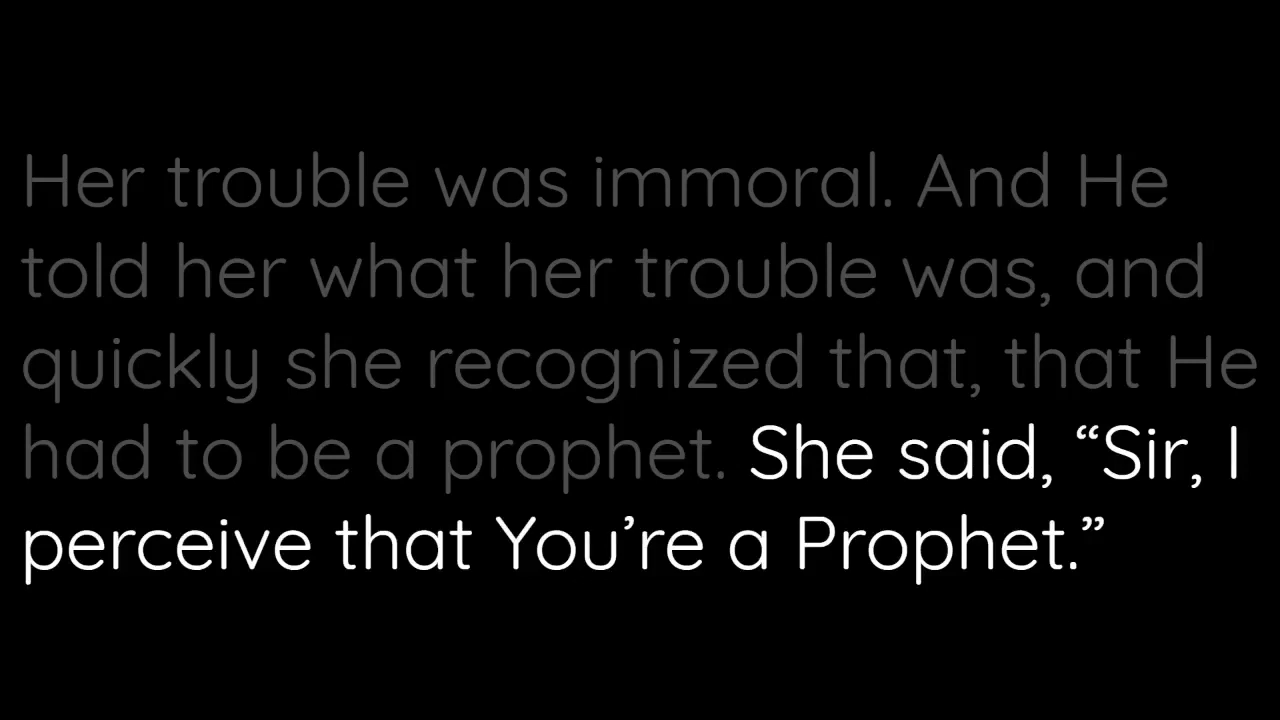 Her trouble was immoral. And He
told her what her trouble was, and
quickly she recognized that, that He
had to be a prophet. She said, “Sir, I
perceive that You’re a Prophet.”